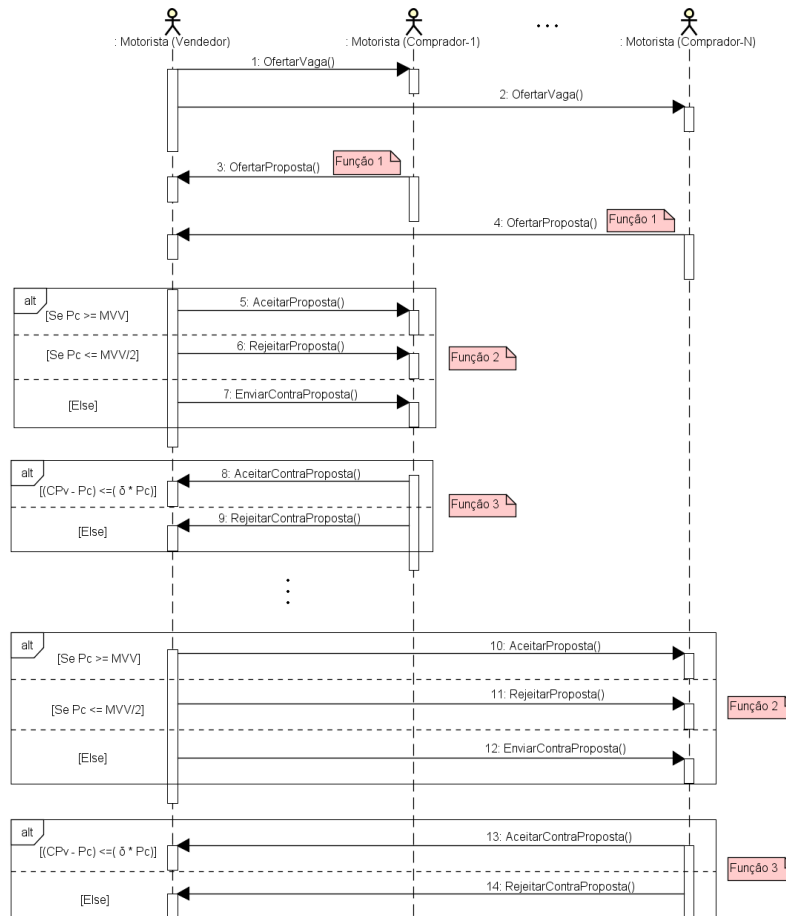 : Motorista (Vendedor)
: Motorista (Comprador-1)
...
: Motorista (Comprador-N)
1: OfertarVaga()
2: OfertarVaga()
3: OfertarProposta()
Função 1
4: OfertarProposta()
Função 1
alt
[Se Pc >= MVV]
5: AceitarProposta()
[Se Pc <= MVV/2]
6: RejeitarProposta()
Função 2
[Else]
7: EnviarContraProposta()
alt
[(CPv - Pc) <=( δ * Pc)]
8: AceitarContraProposta()
Função 3
[Else]
9: RejeitarContraProposta()
alt
[Se Pc >= MVV]
10: AceitarProposta()
[Se Pc <= MVV/2]
11: RejeitarProposta()
Função 2
[Else]
12: EnviarContraProposta()
alt
[(CPv - Pc) <=( δ * Pc)]
13: AceitarContraProposta()
Função 3
[Else]
14: RejeitarContraProposta()